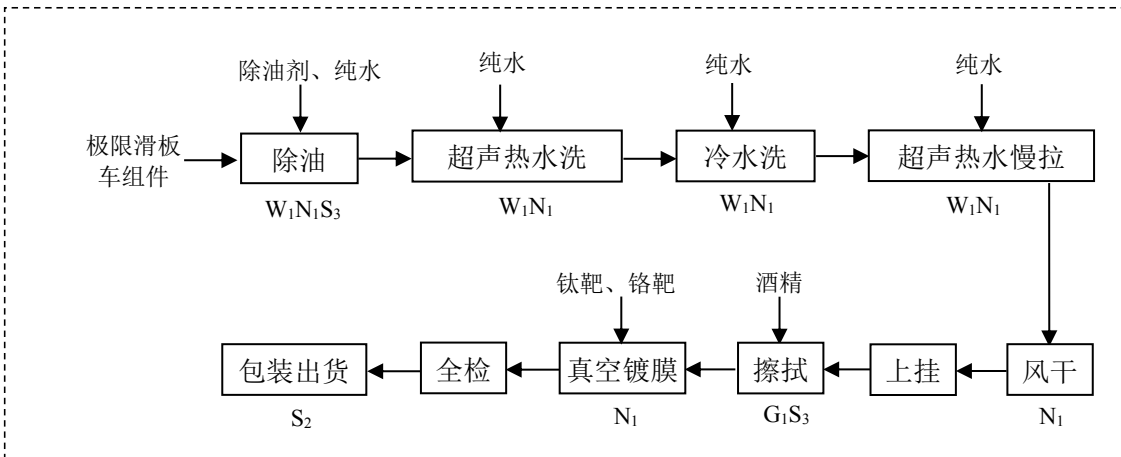 除油剂、纯水
纯水
纯水
纯水
极限滑板
车组件
除油
超声热水洗
冷水洗
超声热水慢拉
W₁N₁S₃
W₁N₁
W₁N₁
W₁N₁
钛靶、铬靶
酒精
包装出货
全检
真空镀膜
擦拭
上挂
风干
S₂
N₁
G₁S₃
N₁